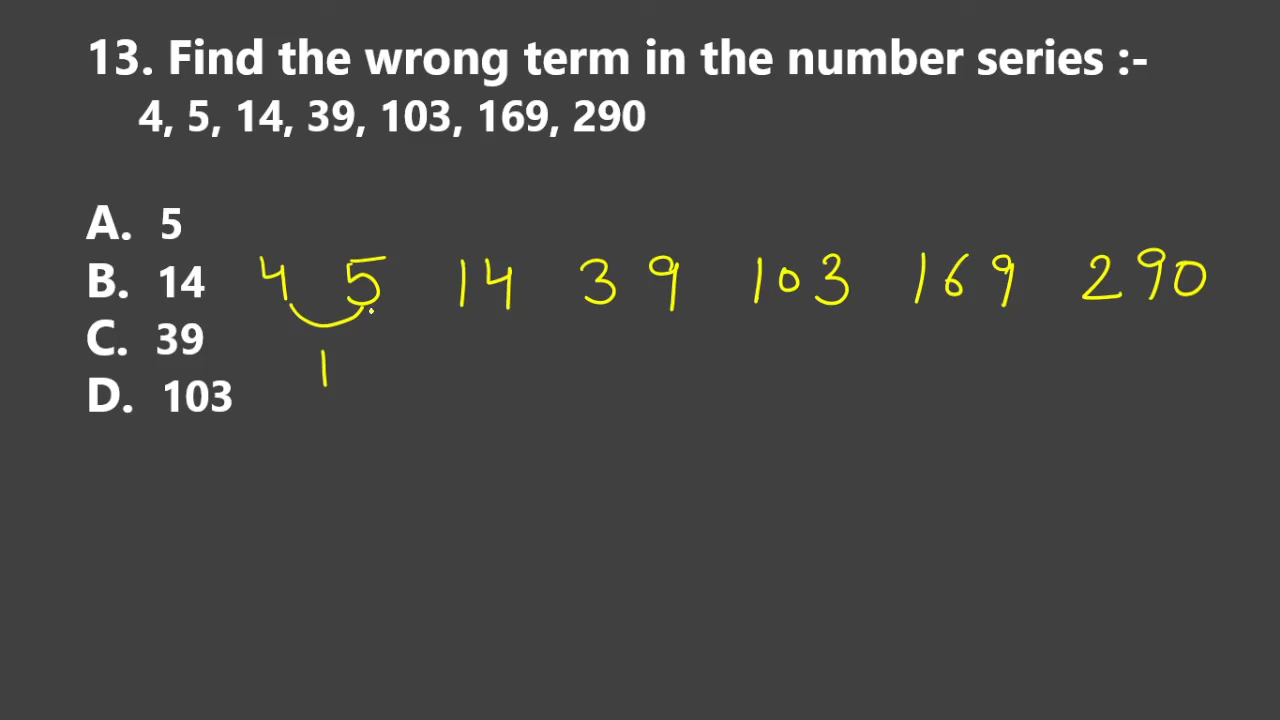 13. Find the wrong term in the number series :-
4, 5, 14, 39, 103, 169, 290
A. 5
B. 14
C. 39
D. 103
4 5 14 39 103 169 290
1